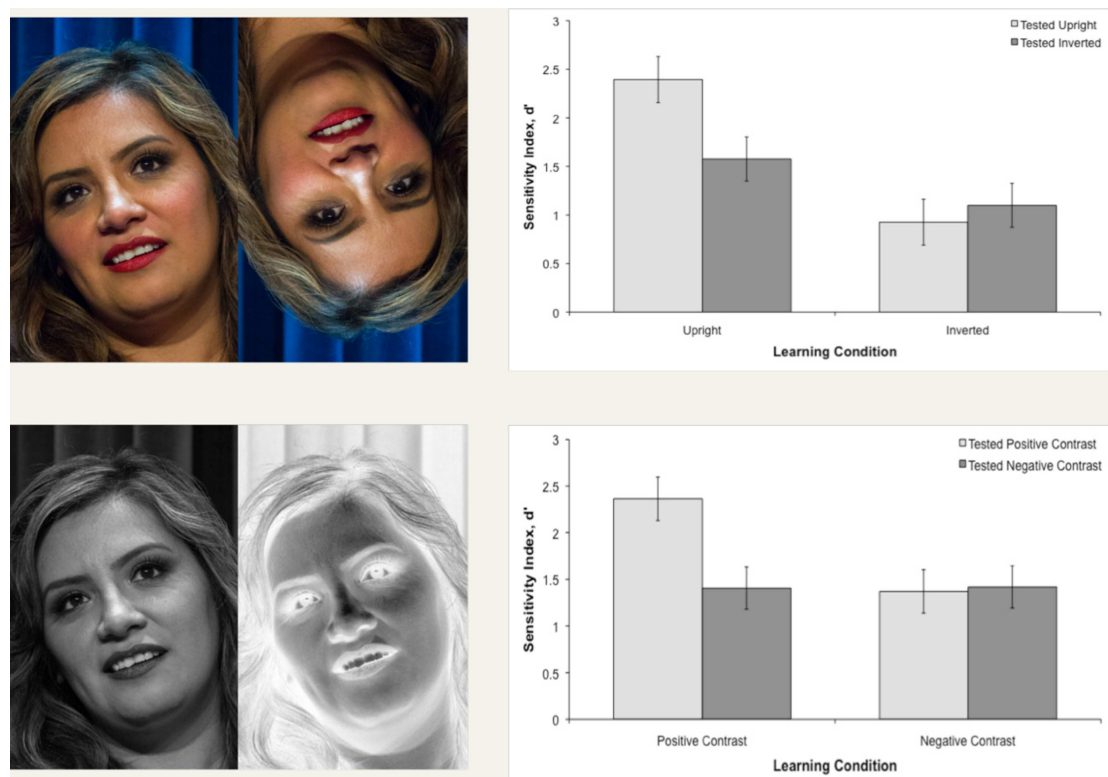 3
Tested Upright
Tested Inverted
2.5
2
1.5
1
0.5
0
Sensitivity Index, d'
Upright Inverted
Learning Condition
3
Tested Positive Contrast
Tested Negative Contrast
2.5
2
1.5
1
0.5
0
Sensitivity Index, d'
Positive Contrast Negative Contrast
Learning Condition